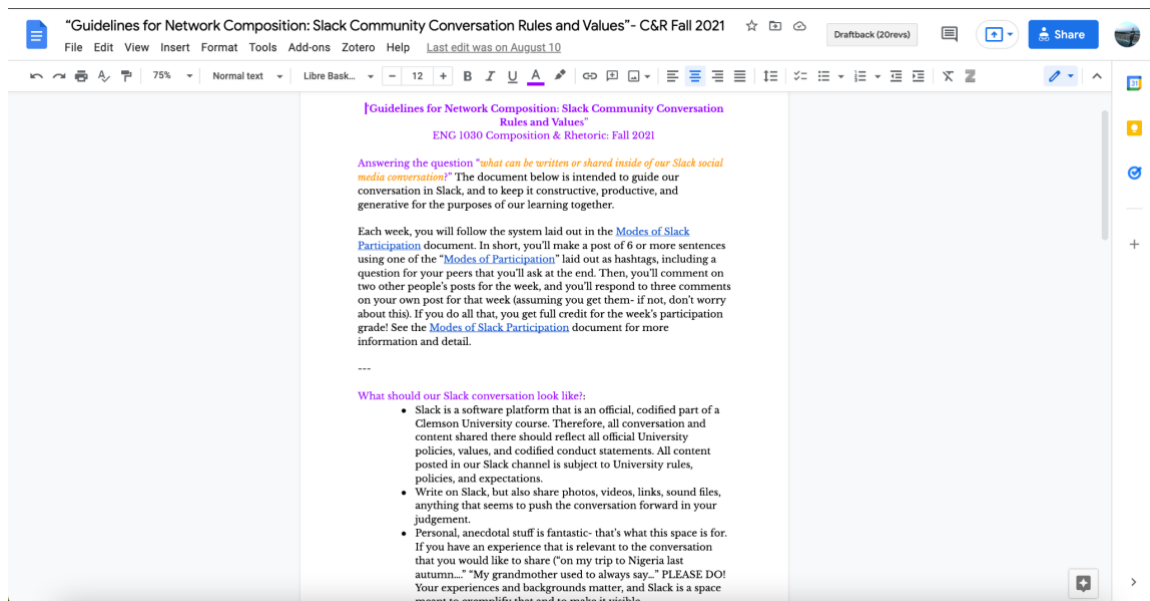 “Guidelines for Network Composition: Slack Community Conversation Rules and Values”- C&R Fall 2021
Draftback (20revs)
Share
File Edit View Insert Format Tools Add-ons Zotero Help Last edit was on August 10
75% Normal text Libre Bask... − 12 + B I U A Z
31
"Guidelines for Network Composition: Slack Community Conversation
Rules and Values"
ENG 1030 Composition & Rhetoric: Fall 2021
Answering the question “what can be written or shared inside of our Slack social
media conversation?” The document below is intended to guide our
conversation in Slack, and to keep it constructive, productive, and
generative for the purposes of our learning together.
Each week, you will follow the system laid out in the Modes of Slack
Participation document. In short, you’ll make a post of 6 or more sentences
using one of the “Modes of Participation” laid out as hashtags, including a
question for your peers that you’ll ask at the end. Then, you’ll comment on
two other people’s posts for the week, and you’ll respond to three comments
on your own post for that week (assuming you get them- if not, don’t worry
about this). If you do all that, you get full credit for the week’s participation
grade! See the Modes of Slack Participation document for more
information and detail.
---
What should our Slack conversation look like?:
● Slack is a software platform that is an official, codified part of a
Clemson University course. Therefore, all conversation and
content shared there should reflect all official University
policies, values, and codified conduct statements. All content
posted in our Slack channel is subject to University rules,
policies, and expectations.
● Write on Slack, but also share photos, videos, links, sound files,
anything that seems to push the conversation forward in your
judgement.
● Personal, anecdotal stuff is fantastic- that’s what this space is for.
If you have an experience that is relevant to the conversation
that you would like to share (“on my trip to Nigeria last
autumn....” “My grandmother used to always say...” PLEASE DO!
Your experiences and backgrounds matter, and Slack is a space
meant to exemplify that and to make it visible.